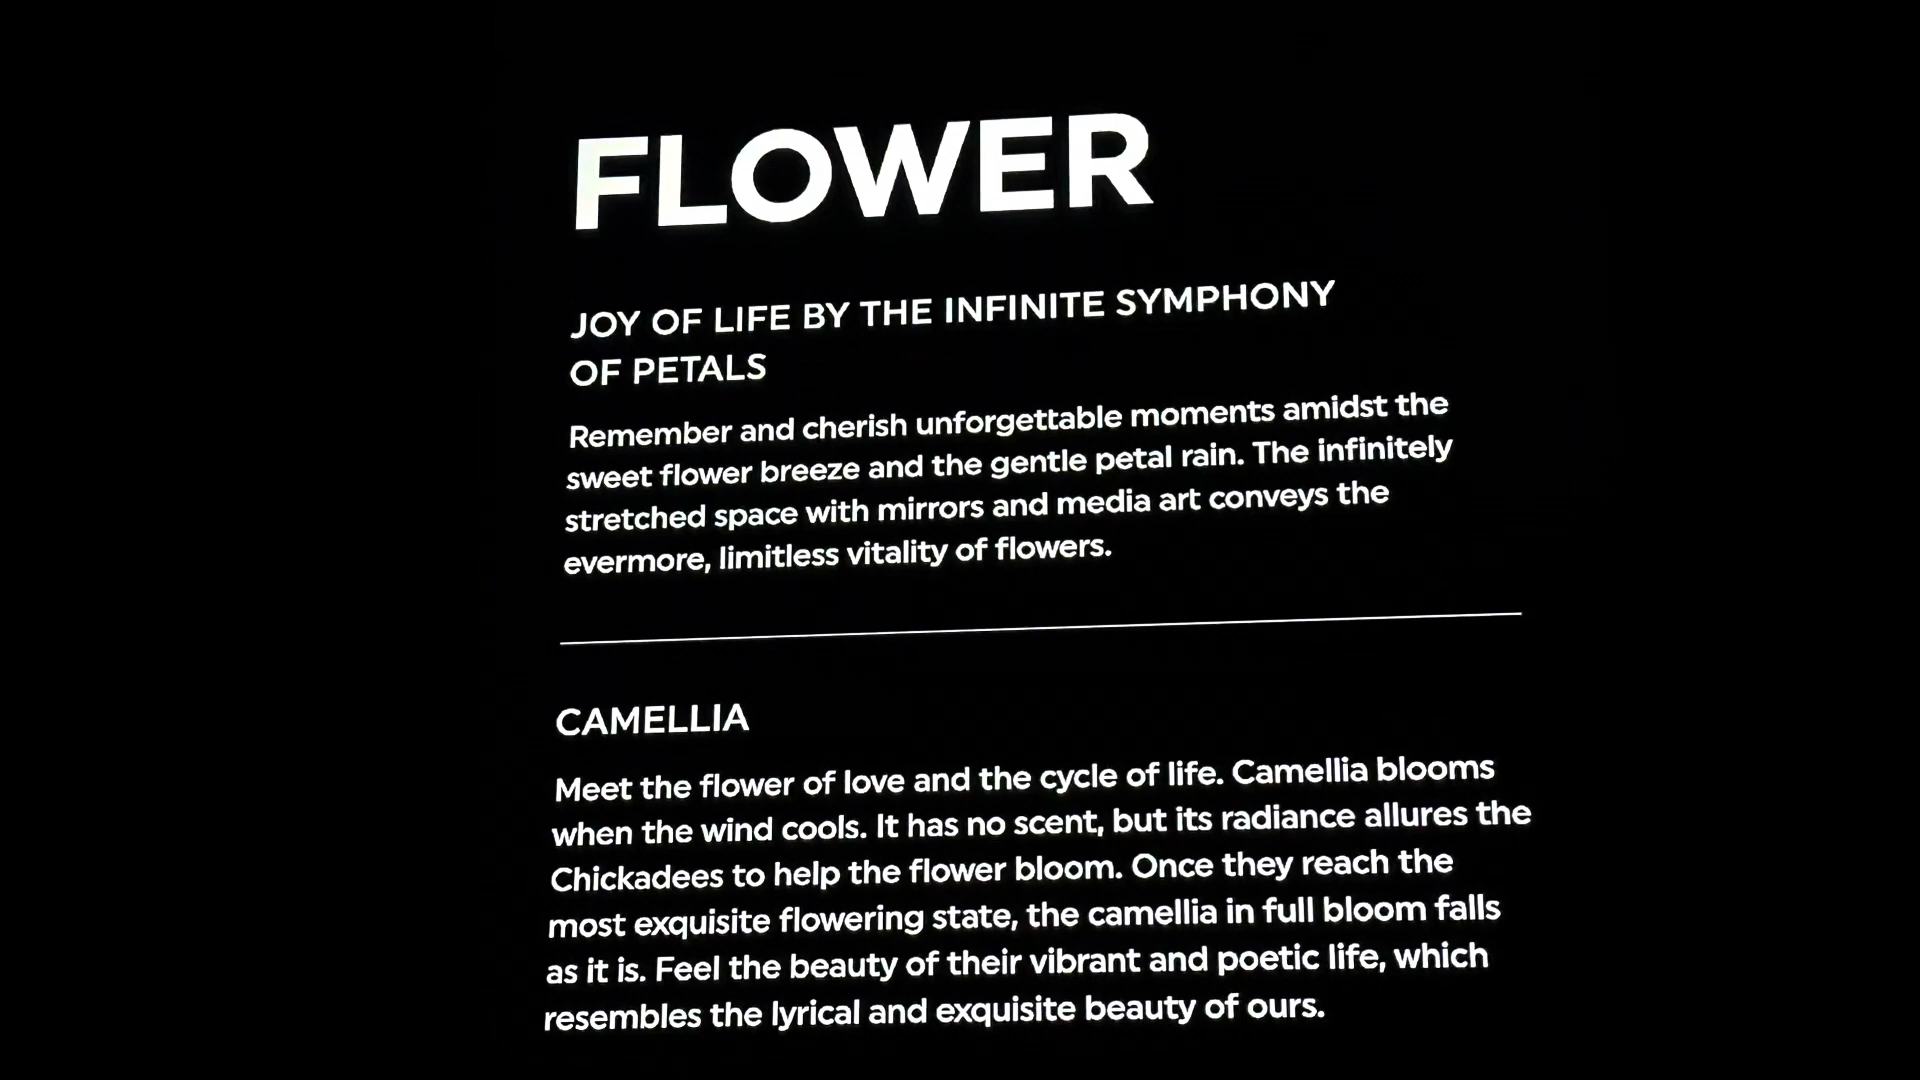 FLOWER
JOY OF LIFE BY THE INFINITE SYMPHONY
OF PETALS
Remember and cherish unforgettable moments amidst the
sweet flower breeze and the gentle petal rain. The infinitely
stretched space with mirrors and media art conveys the
evermore, limitless vitality of flowers.
CAMELLIA
Meet the flower of love and the cycle of life. Camellia blooms
when the wind cools. It has no scent, but its radiance allures the
Chickadees to help the flower bloom. Once they reach the
most exquisite flowering state, the camellia in full bloom falls
as it is. Feel the beauty of their vibrant and poetic life, which
resembles the lyrical and exquisite beauty of ours.